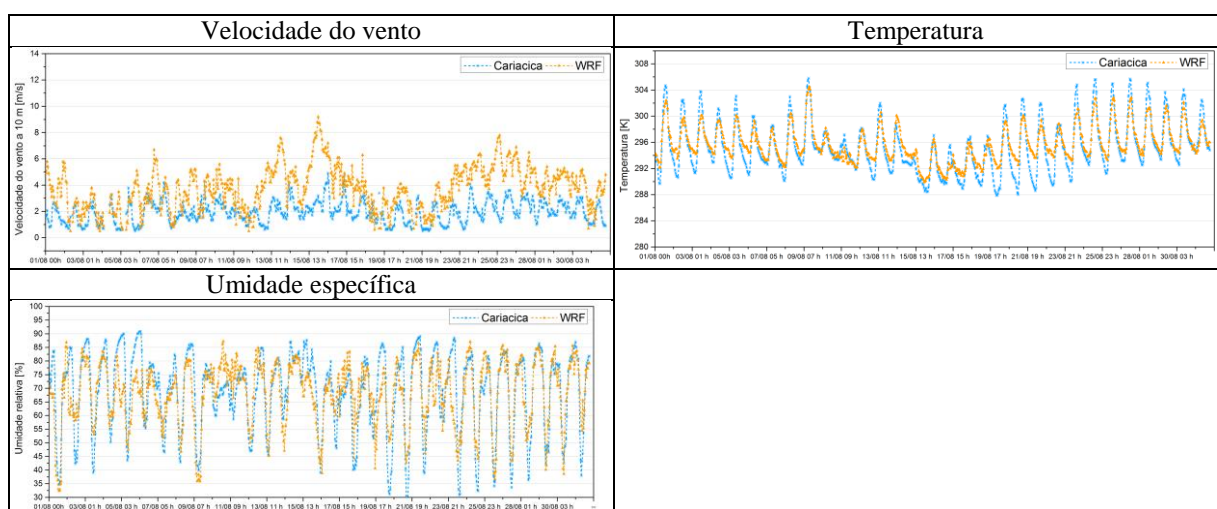 Velocidade do vento
Temperatura
14
12
10
8
6
4
2
0
Velocidade do vento a 10 m [m/s]
Cariacica WRF
01/08 00h 03/08 01 h 05/08 03 h 07/08 05 h 09/08 07 h 11/08 09 h 13/08 11 h 15/08 13 h 17/08 15 h 19/08 17 h 21/08 19 h 23/08 21 h 25/08 23 h 28/08 01 h 30/08 03 h
308
304
300
296
292
288
284
280
Temperatura [K]
Cariacica WRF
01/08 00h 03/08 01 h 05/08 03 h 07/08 05 h 09/08 07 h 11/08 09 h 13/08 11 h 15/08 13 h 17/08 15 h 19/08 17 h 21/08 19 h 23/08 21 h 25/08 23 h 28/08 01 h 30/08 03 h
Umidade específica
100
95
90
85
80
75
70
65
60
55
50
45
40
35
30
Umidade relativa [%]
Cariacica WRF
01/08 00h 03/08 01 h 05/08 03 h 07/08 05 h 09/08 07 h 11/08 09 h 13/08 11 h 15/08 13 h 17/08 15 h 19/08 17 h 21/08 19 h 23/08 21 h 25/08 23 h 28/08 01 h 30/08 03 h --